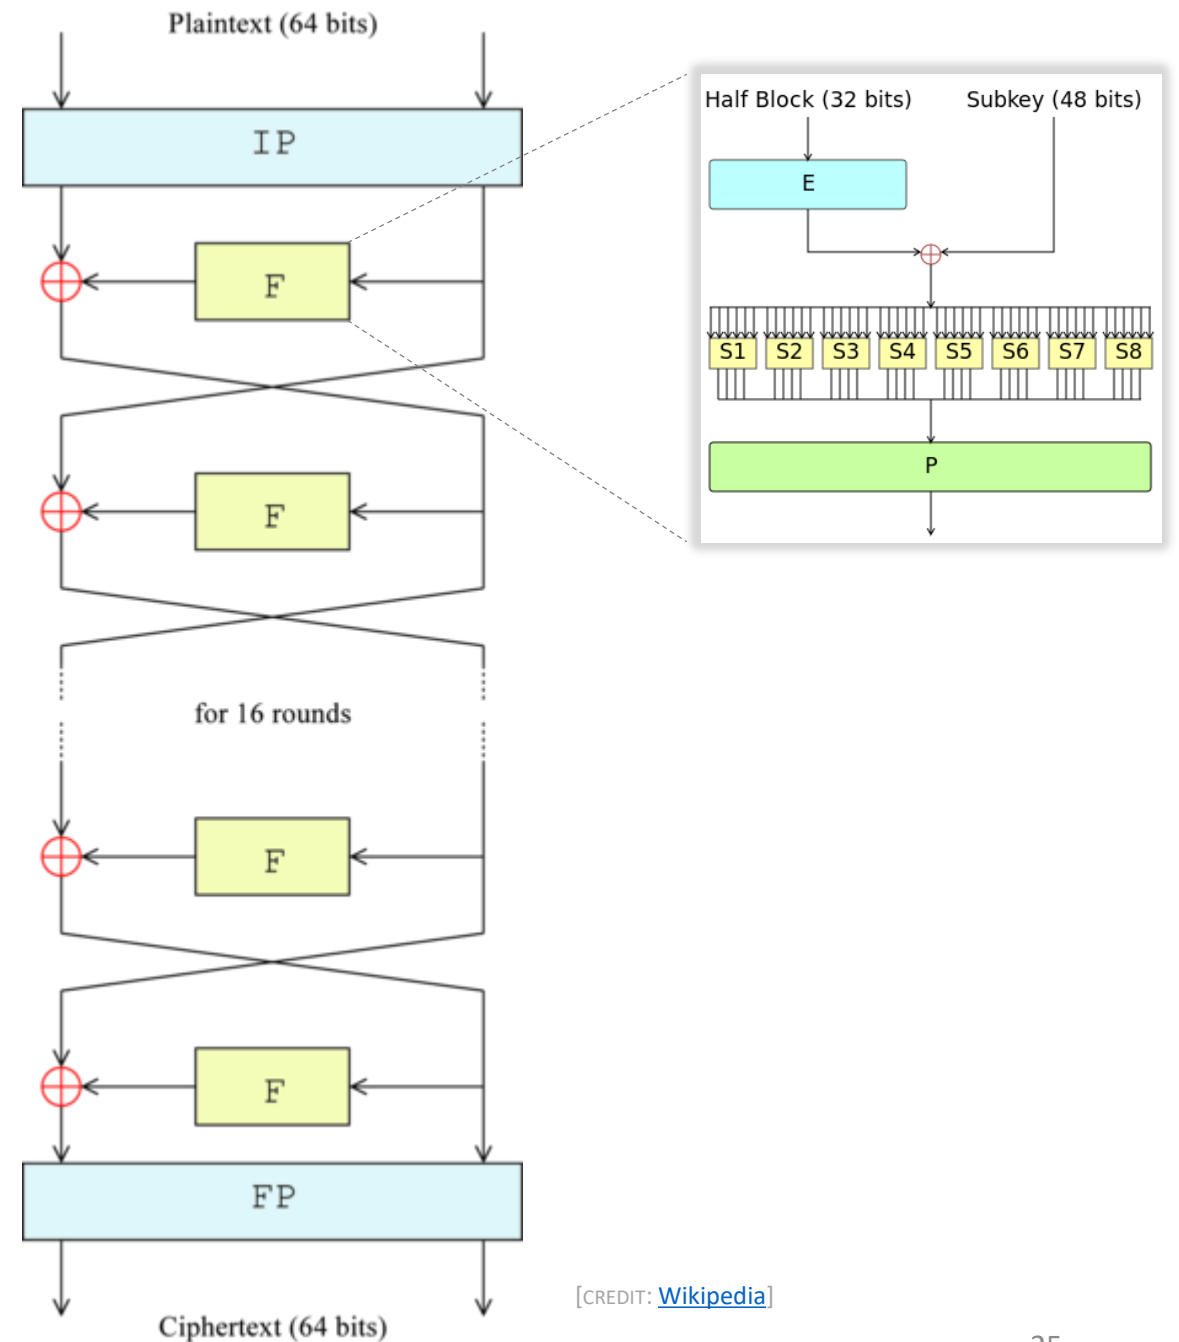 Plaintext (64 bits)
IP
F
F
for 16 rounds
F
F
FP
Ciphertext (64 bits)
Half Block (32 bits)
Subkey (48 bits)
E
S1 S2 S3 S4 S5 S6 S7 S8
P
[CREDIT: Wikipedia]